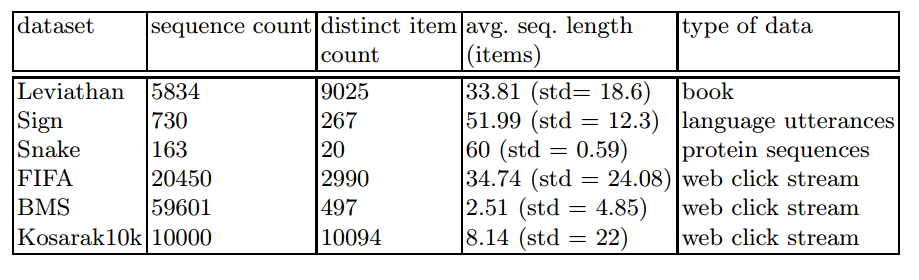 dataset sequence count distinct item avg. seq. length type of data
count (items)
Leviathan 5834 9025 33.81 (std= 18.6) book
Sign 730 267 51.99 (std = 12.3) language utterances
Snake 163 20 60 (std = 0.59) protein sequences
FIFA 20450 2990 34.74 (std = 24.08) web click stream
BMS 59601 497 2.51 (std = 4.85) web click stream
Kosarak10k 10000 10094 8.14 (std = 22) web click stream